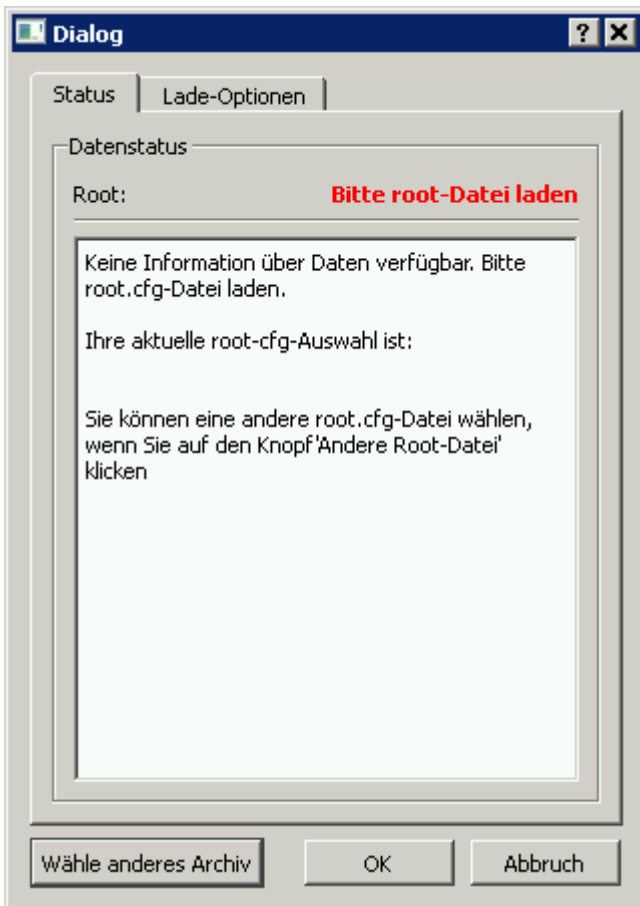 Dialog
Status
Lade-Optionen
Datenstatus
Root:
Bitte root-Datei laden
Keine Information über Daten verfügbar. Bitte
root.cfg-Datei laden.
Ihre aktuelle root-cfg-Auswahl ist:
Sie können eine andere root.cfg-Datei wählen,
wenn Sie auf den Knopf'Andere Root-Datei'
klicken
Wähle anderes Archiv
OK
Abbruch